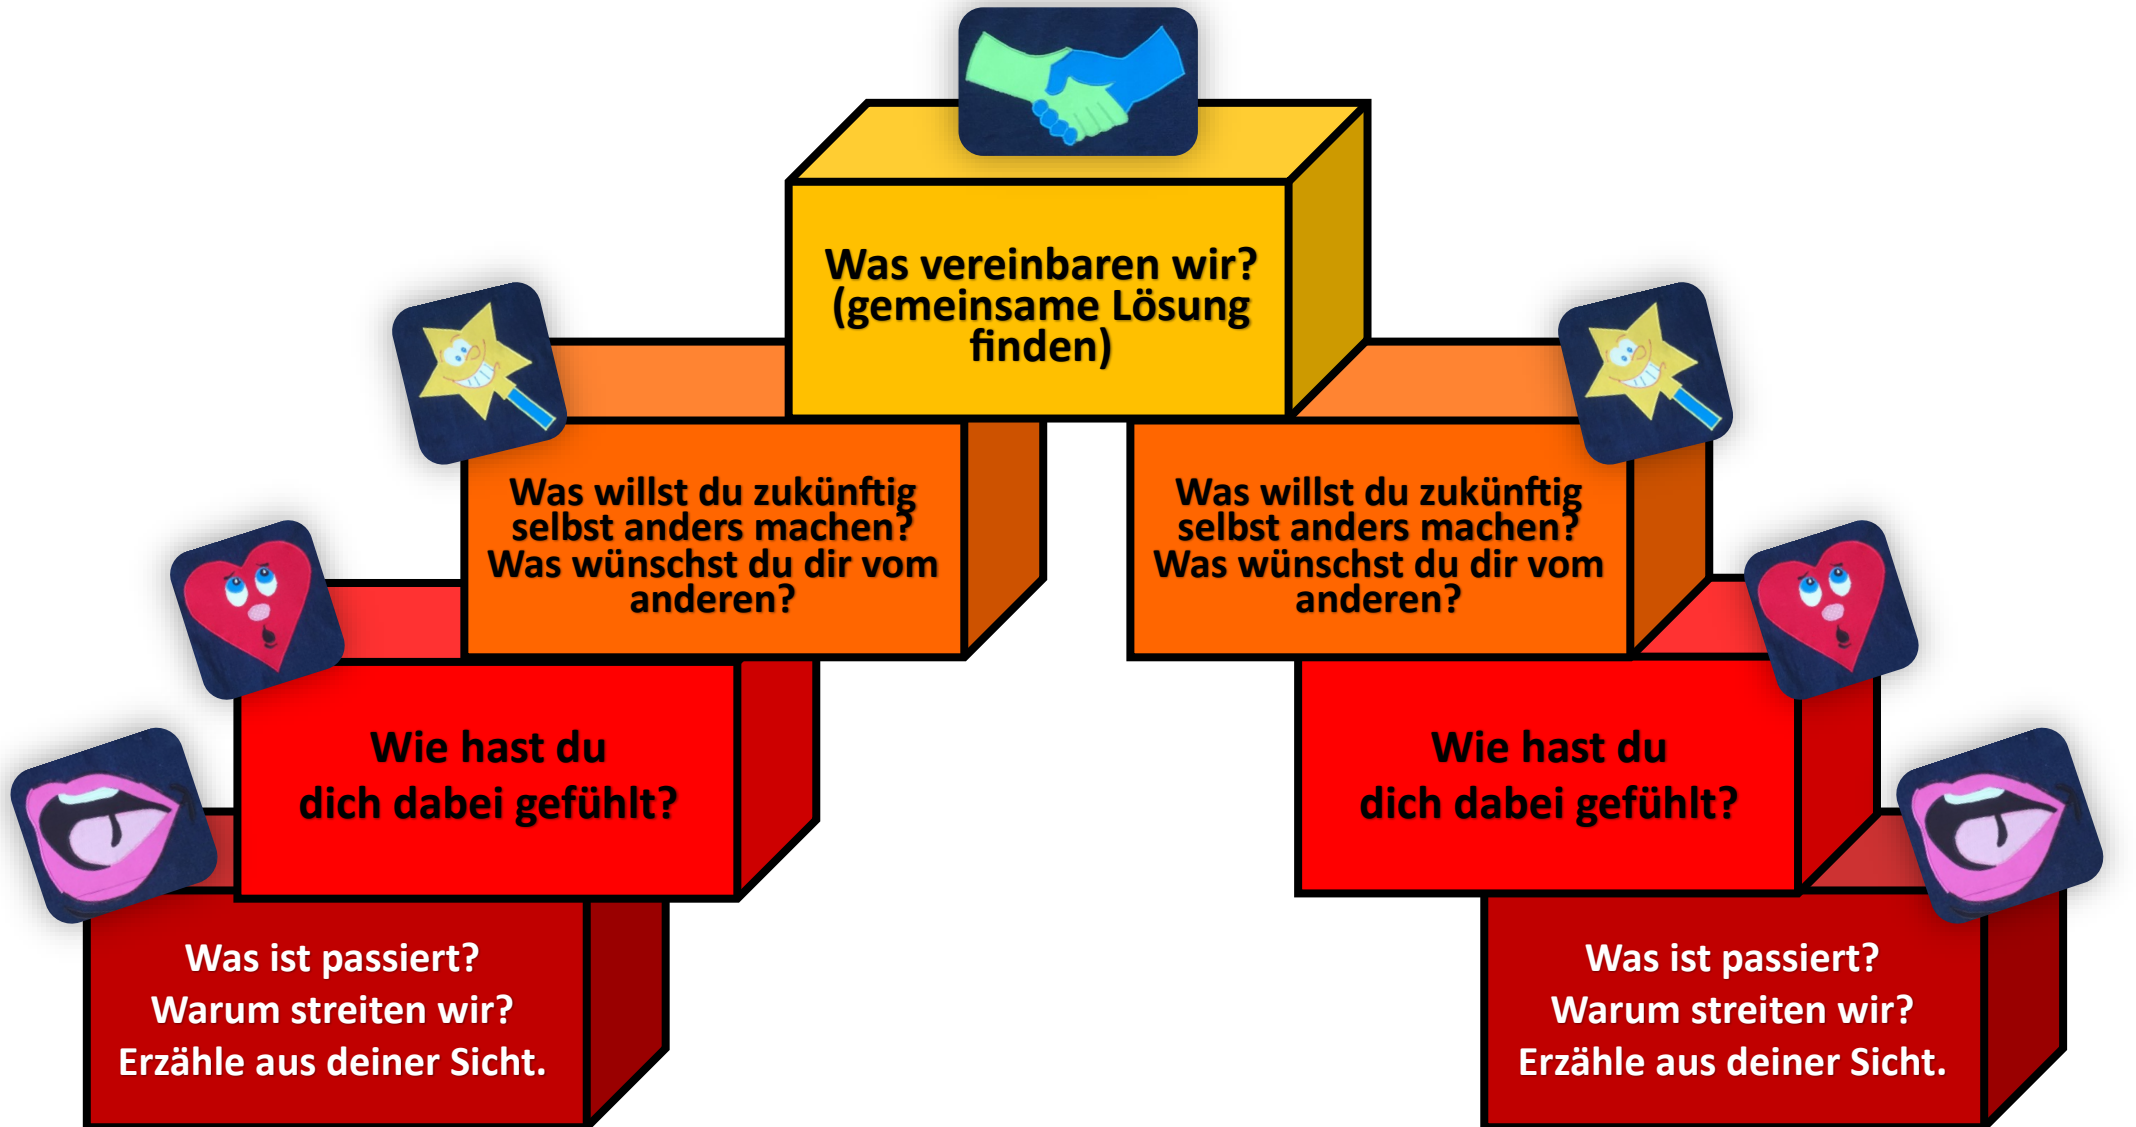 Was vereinbaren wir?
(gemeinsame Lösung
finden)
Was willst du zukünftig
selbst anders machen?
Was wünschst du dir vom
anderen?
Was willst du zukünftig
selbst anders machen?
Was wünschst du dir vom
anderen?
Wie hast du
dich dabei gefühlt?
Wie hast du
dich dabei gefühlt?
Was ist passiert?
Warum streiten wir?
Erzähle aus deiner Sicht.
Was ist passiert?
Warum streiten wir?
Erzähle aus deiner Sicht.